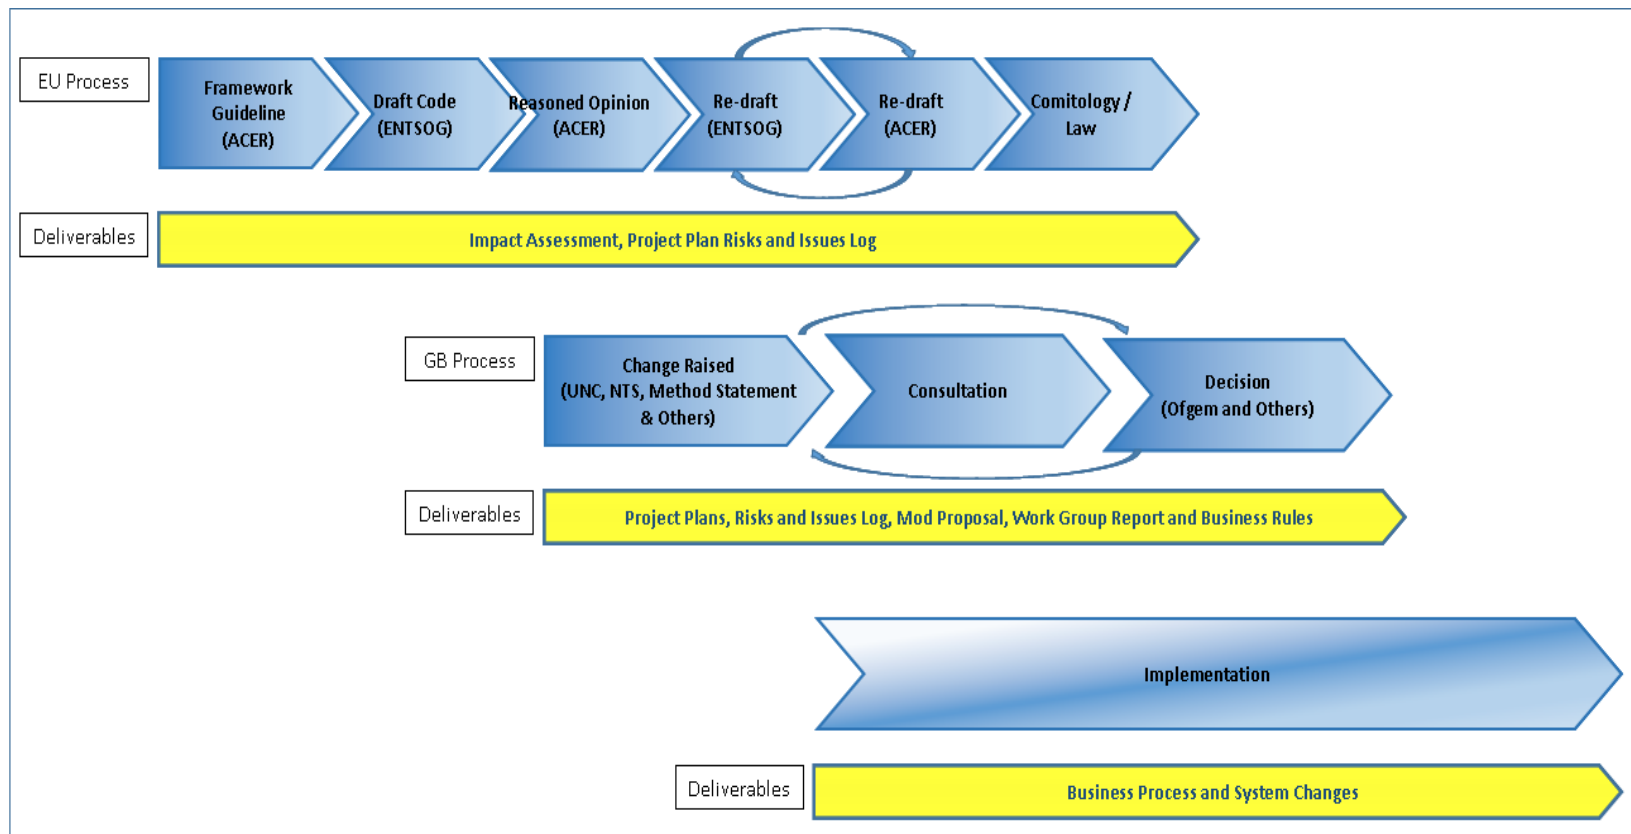 EU Process
Framework
Guideline
(ACER)
Draft Code
(ENTSOG)
Reasoned Opinion
(ACER)
Re-draft
(ENTSOG)
Re-draft
(ACER)
Comitology /
Law
Deliverables
Impact Assessment, Project Plan Risks and Issues Log
GB Process
Change Raised
(UNC, NTS, Method Statement
& Others)
Consultation
Decision
(Ofgem and Others)
Deliverables
Project Plans, Risks and Issues Log, Mod Proposal, Work Group Report and Business Rules
Implementation
Deliverables
Business Process and System Changes